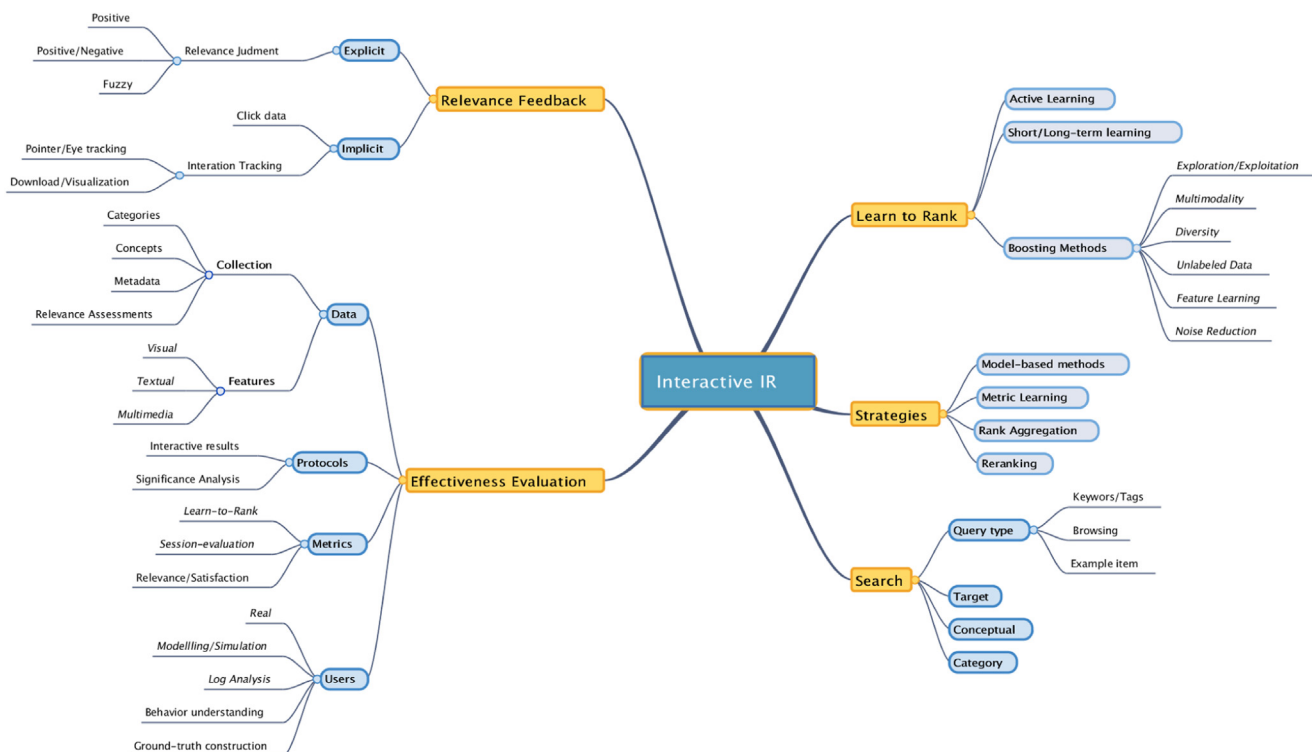 Interactive IR
Relevance Feedback
Explicit
Relevance Judment
Positive
Positive/Negative
Fuzzy
Implicit
Click data
Interation Tracking
Pointer/Eye tracking
Download/Visualization
Effectiveness Evaluation
Data
Collection
Categories
Concepts
Metadata
Relevance Assessments
Features
Visual
Textual
Multimedia
Protocols
Interactive results
Significance Analysis
Metrics
Learn-to-Rank
Session-evaluation
Relevance/Satisfaction
Users
Real
Modellling/Simulation
Log Analysis
Behavior understanding
Ground-truth construction
Learn to Rank
Active Learning
Short/Long-term learning
Boosting Methods
Exploration/Exploitation
Multimodality
Diversity
Unlabeled Data
Feature Learning
Noise Reduction
Strategies
Model-based methods
Metric Learning
Rank Aggregation
Reranking
Search
Query type
Keywors/Tags
Browsing
Example item
Target
Conceptual
Category